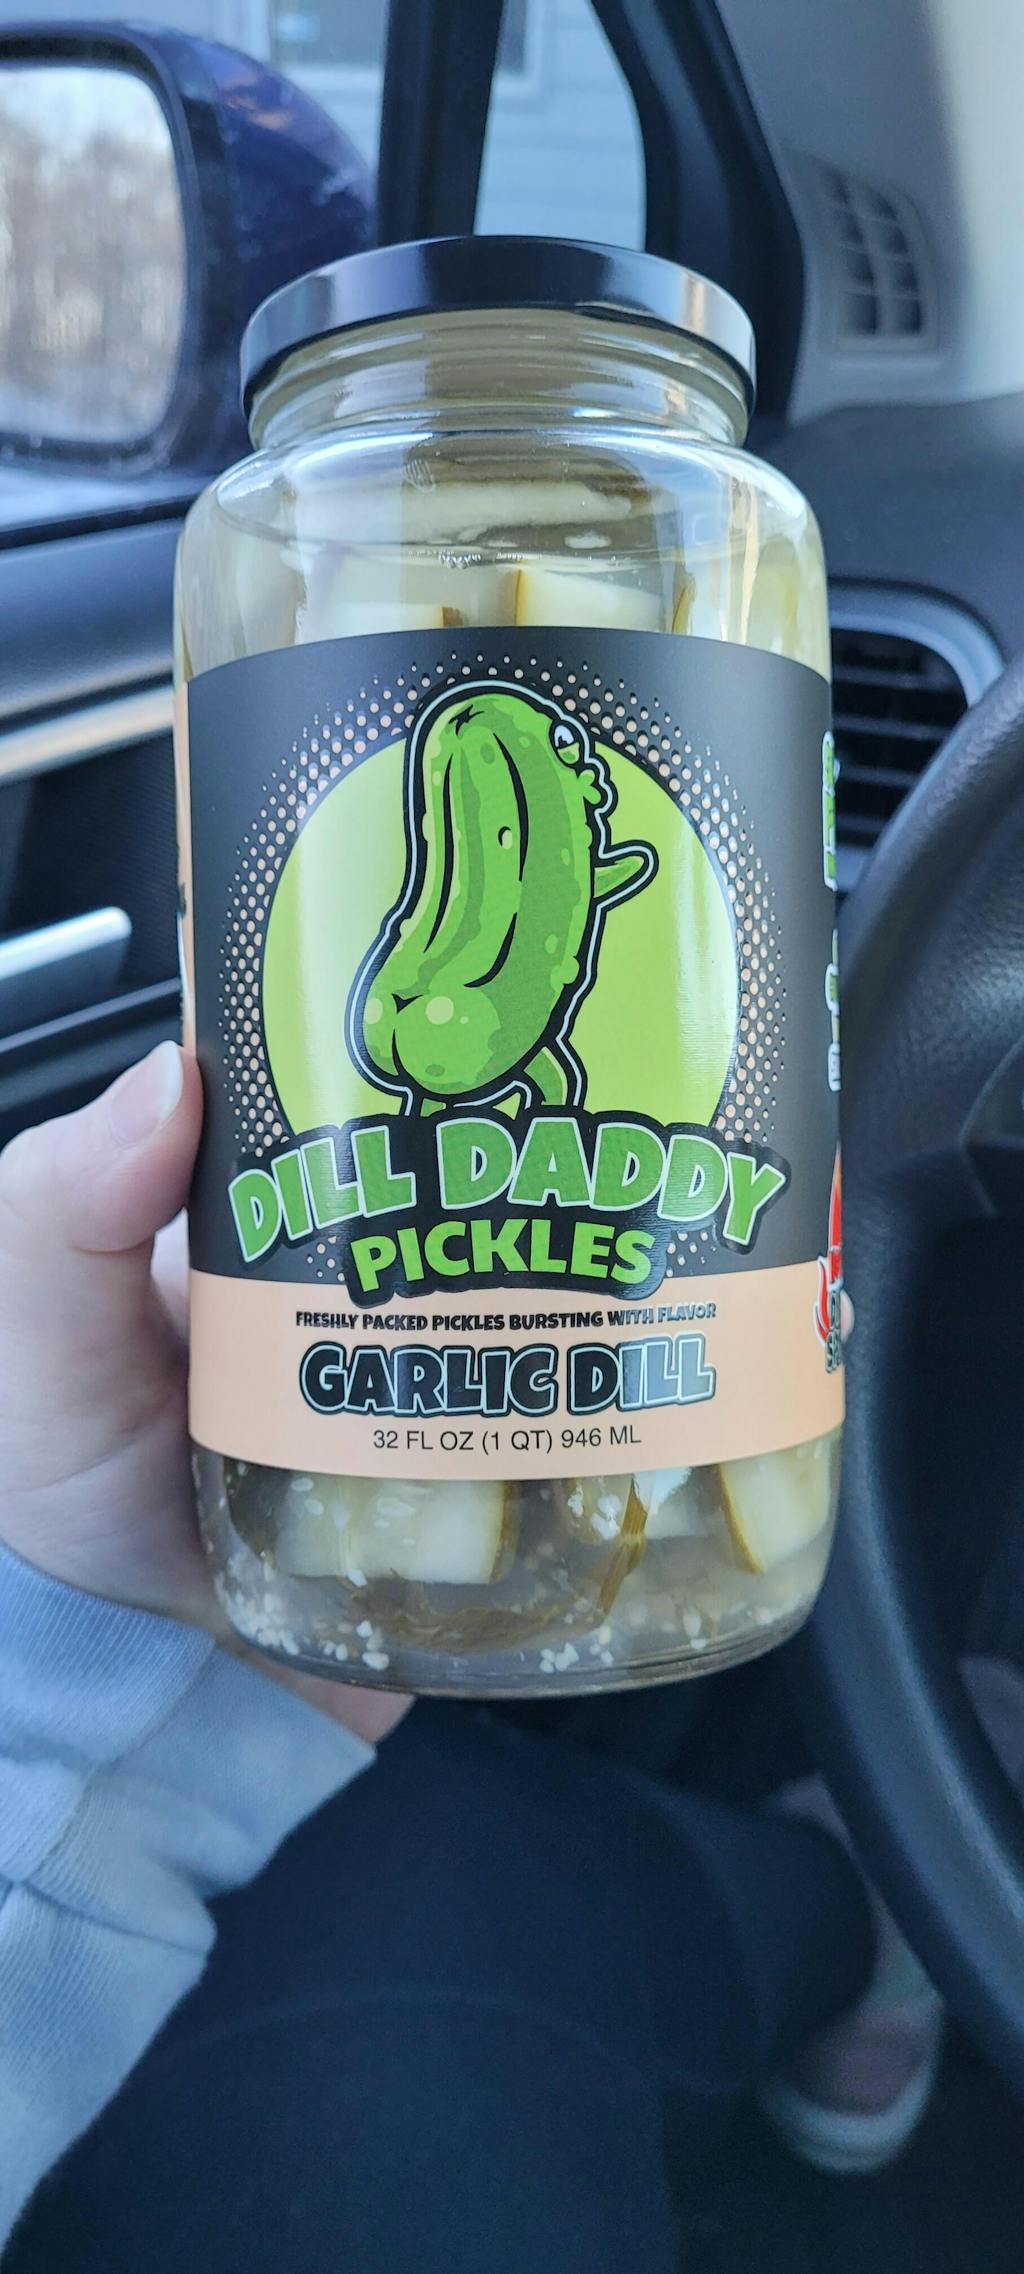 DILL DADDY
PICKLES
FRESHLY PACKED PICKLES BURSTING WITH FLAVOR
GARLIC DILL
32 FL OZ (1 QT) 946 ML